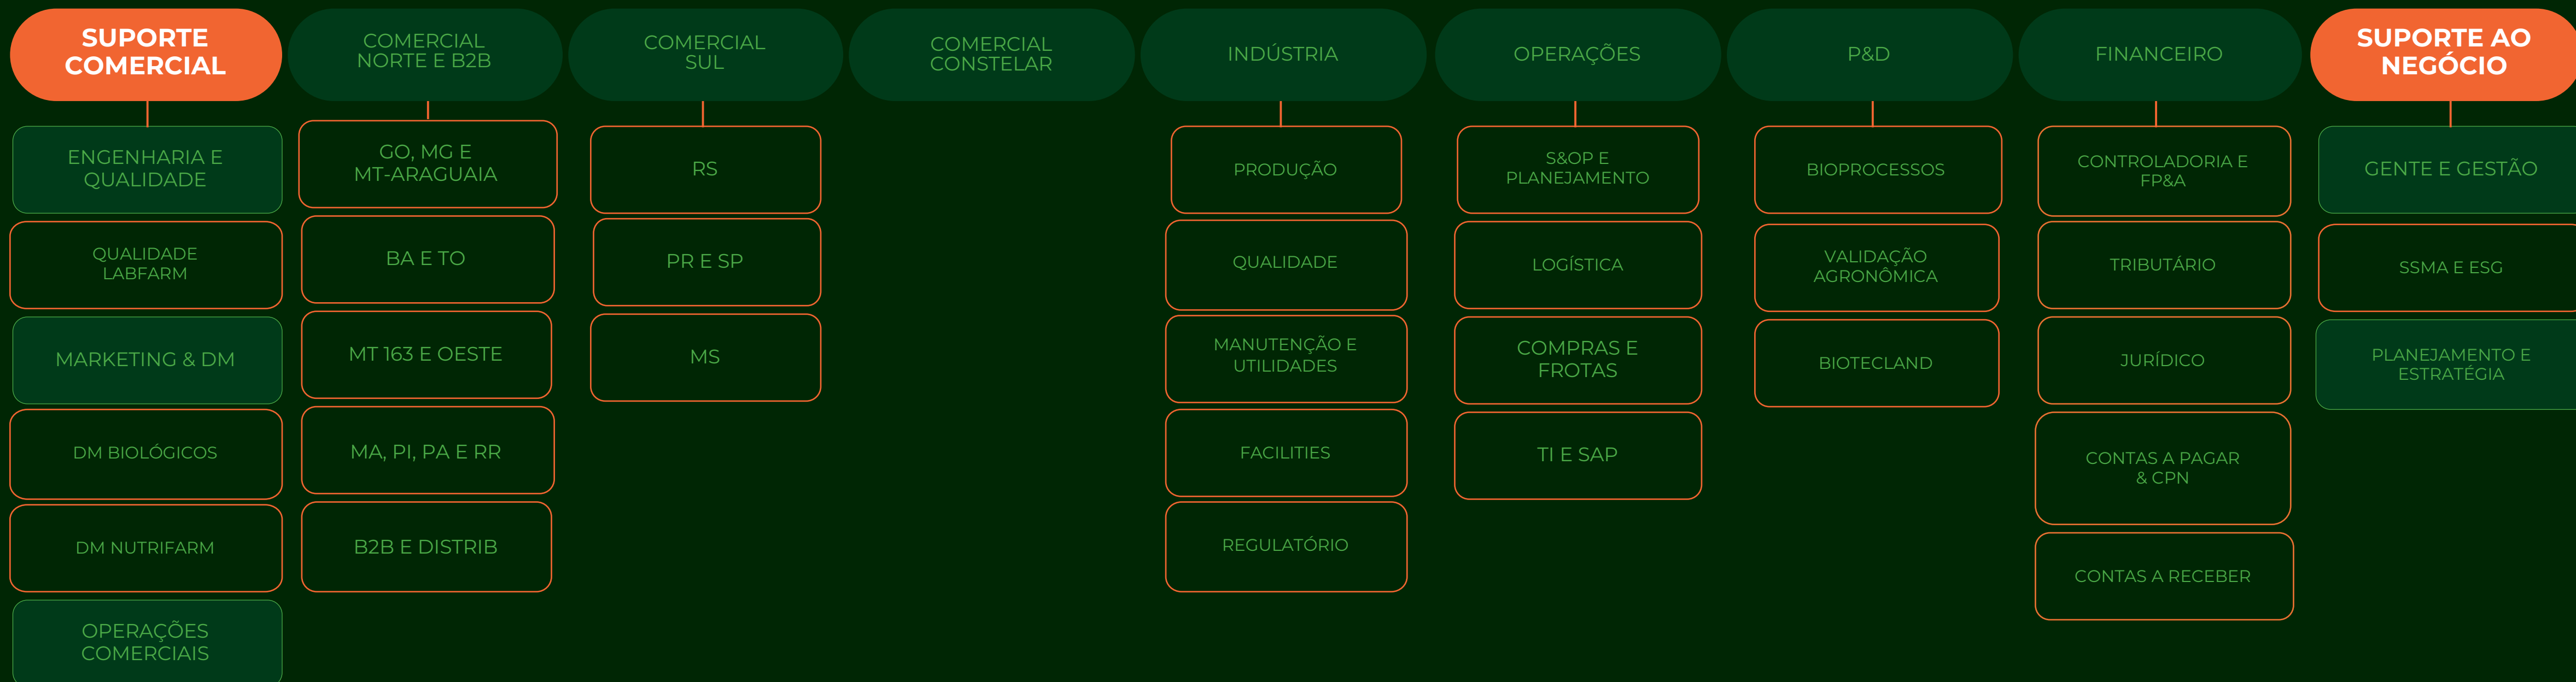 SUPORTE
COMERCIAL
ENGENHARIA E
QUALIDADE
QUALIDADE
LABFARM
MARKETING & DM
DM BIOLÓGICOS
DM NUTRIFARM
OPERAÇÕES
COMERCIAIS
COMERCIAL
NORTE E B2B
GO, MG E
MT-ARAGUAIA
BA E TO
MT 163 E OESTE
MA, PI, PA E RR
B2B E DISTRIB
COMERCIAL
SUL
RS
PR E SP
MS
COMERCIAL
CONSTELAR
INDÚSTRIA
PRODUÇÃO
QUALIDADE
MANUTENÇÃO E
UTILIDADES
FACILITIES
REGULATÓRIO
OPERAÇÕES
S&OP E
PLANEJAMENTO
LOGÍSTICA
COMPRAS E
FROTAS
TI E SAP
P&D
BIOPROCESSOS
VALIDAÇÃO
AGRONÔMICA
BIOTECLAND
FINANCEIRO
CONTROLADORIA E
FP&A
TRIBUTÁRIO
JURÍDICO
CONTAS A PAGAR
& CPN
CONTAS A RECEBER
SUPORTE AO
NEGÓCIO
GENTE E GESTÃO
SSMA E ESG
PLANEJAMENTO E
ESTRATÉGIA